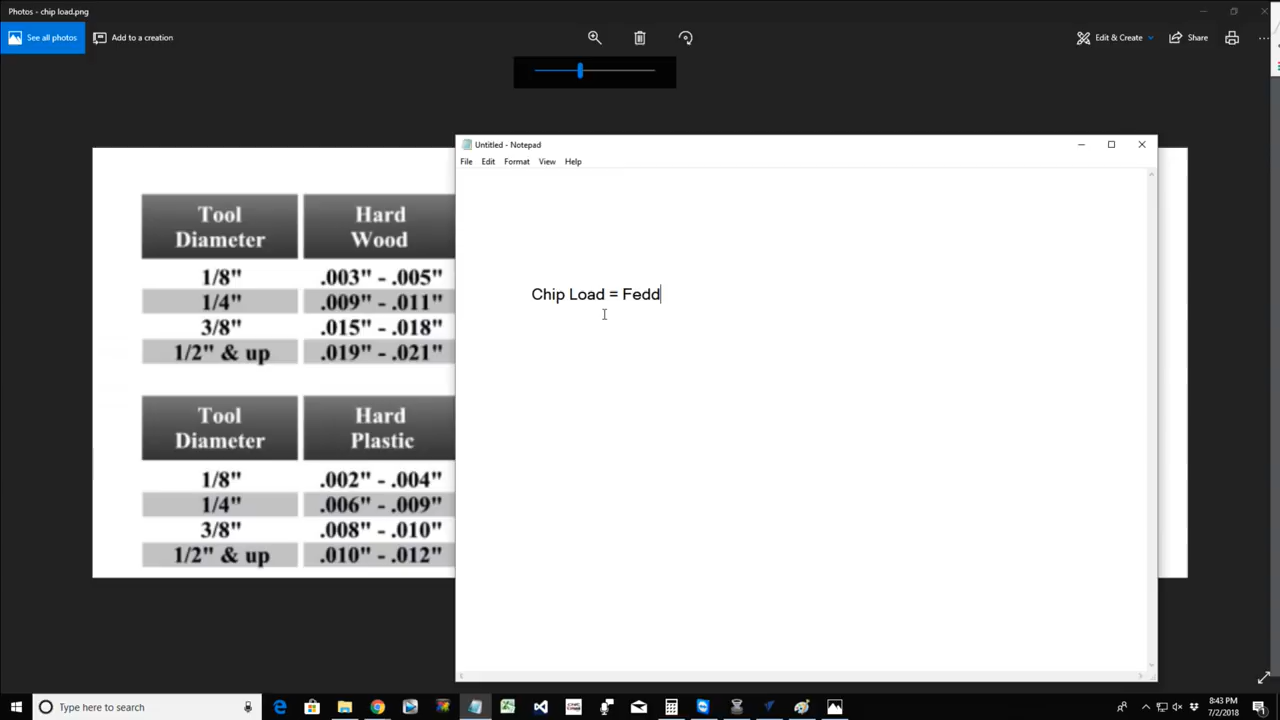 Photos - chip load.png
See all photos
Add to a creation
Edit & Create
Share
Untitled - Notepad
File Edit Format View Help
Chip Load = Fedd
Tool Diameter
Hard Wood
1/8" .003" - .005"
1/4" .009" - .011"
3/8" .015" - .018"
1/2" & up .019" - .021"
Tool Diameter
Hard Plastic
1/8" .002" - .004"
1/4" .006" - .009"
3/8" .008" - .010"
1/2" & up .010" - .012"
Type here to search
8:43 PM
7/2/2018